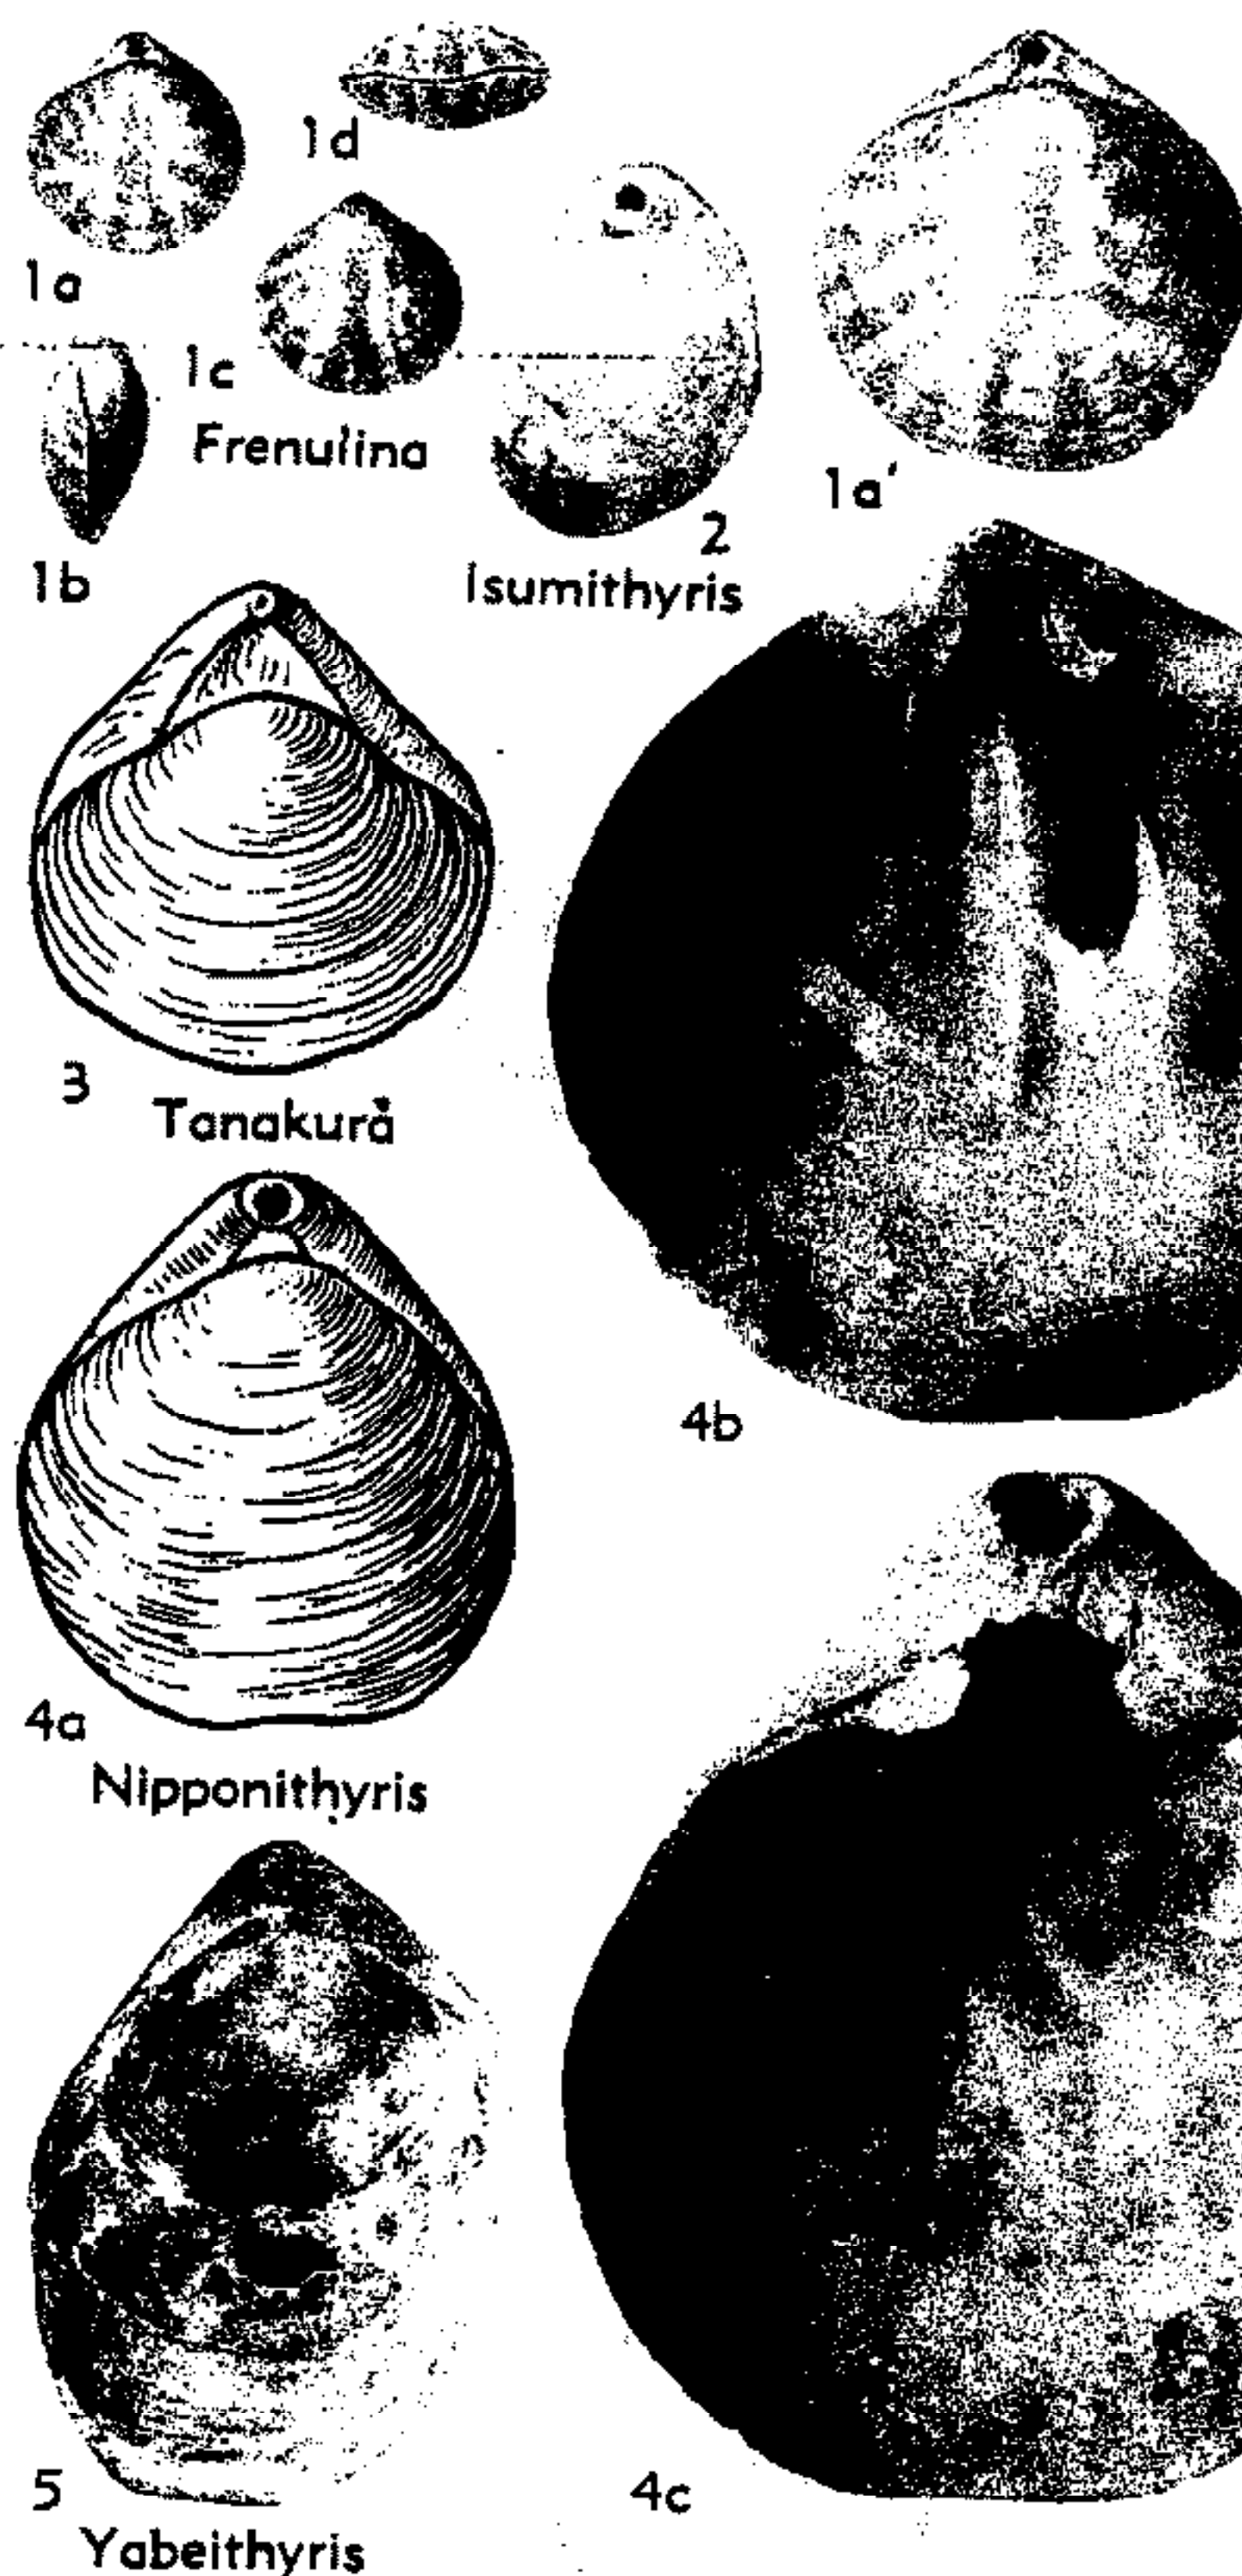 1a
1d
1c
Frenulina
1b
2
Isumithyris
1a'
3
Tanakura
4a
Nipponithyris
4b
5
Yabeithyris
4c